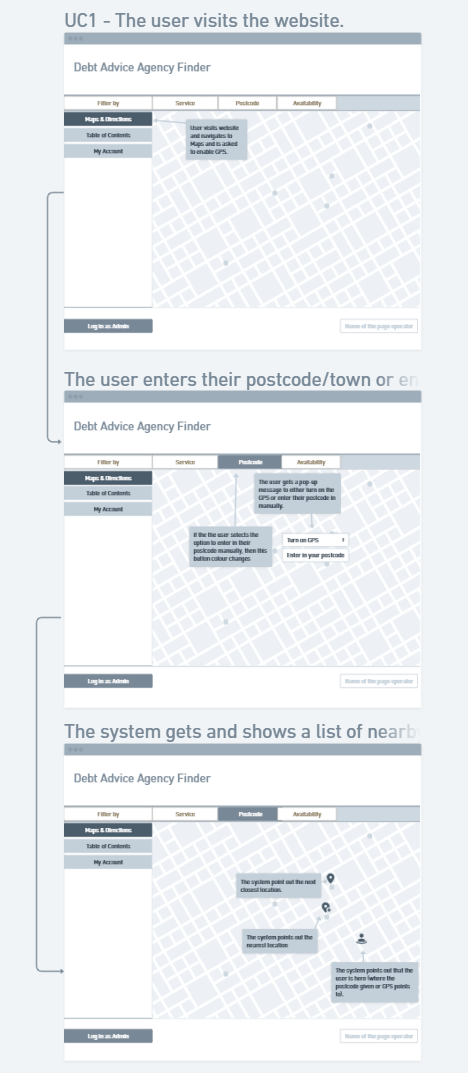 UC1 - The user visits the website.
Debt Advice Agency Finder
Filter by Service Postcode Availability
Maps & Directions
Table of Contents
My Account
User visits website
and navigates to
Maps and is asked
to enable GPS.
Log in as Admin
Name of the page operator
The user enters their postcode/town or en
Debt Advice Agency Finder
Filter by Service Postcode Availability
Maps & Directions
Table of Contents
My Account
The user gets a pop-up
message to either turn on the
GPS or enter their postcode in
manually.
If the the user selects the
option to enter in their
postcode manually, then this
button colour changes
Turn on GPS
Enter in your postcode
Log in as Admin
Name of the page operator
The system gets and shows a list of nearb
Debt Advice Agency Finder
Filter by Service Postcode Availability
Maps & Directions
Table of Contents
My Account
The system point out the next
closest location.
The system points out the
nearest location
The system points out that the
user is here (where the
postcode given or GPS points
to).
Log in as Admin
Name of the page operator